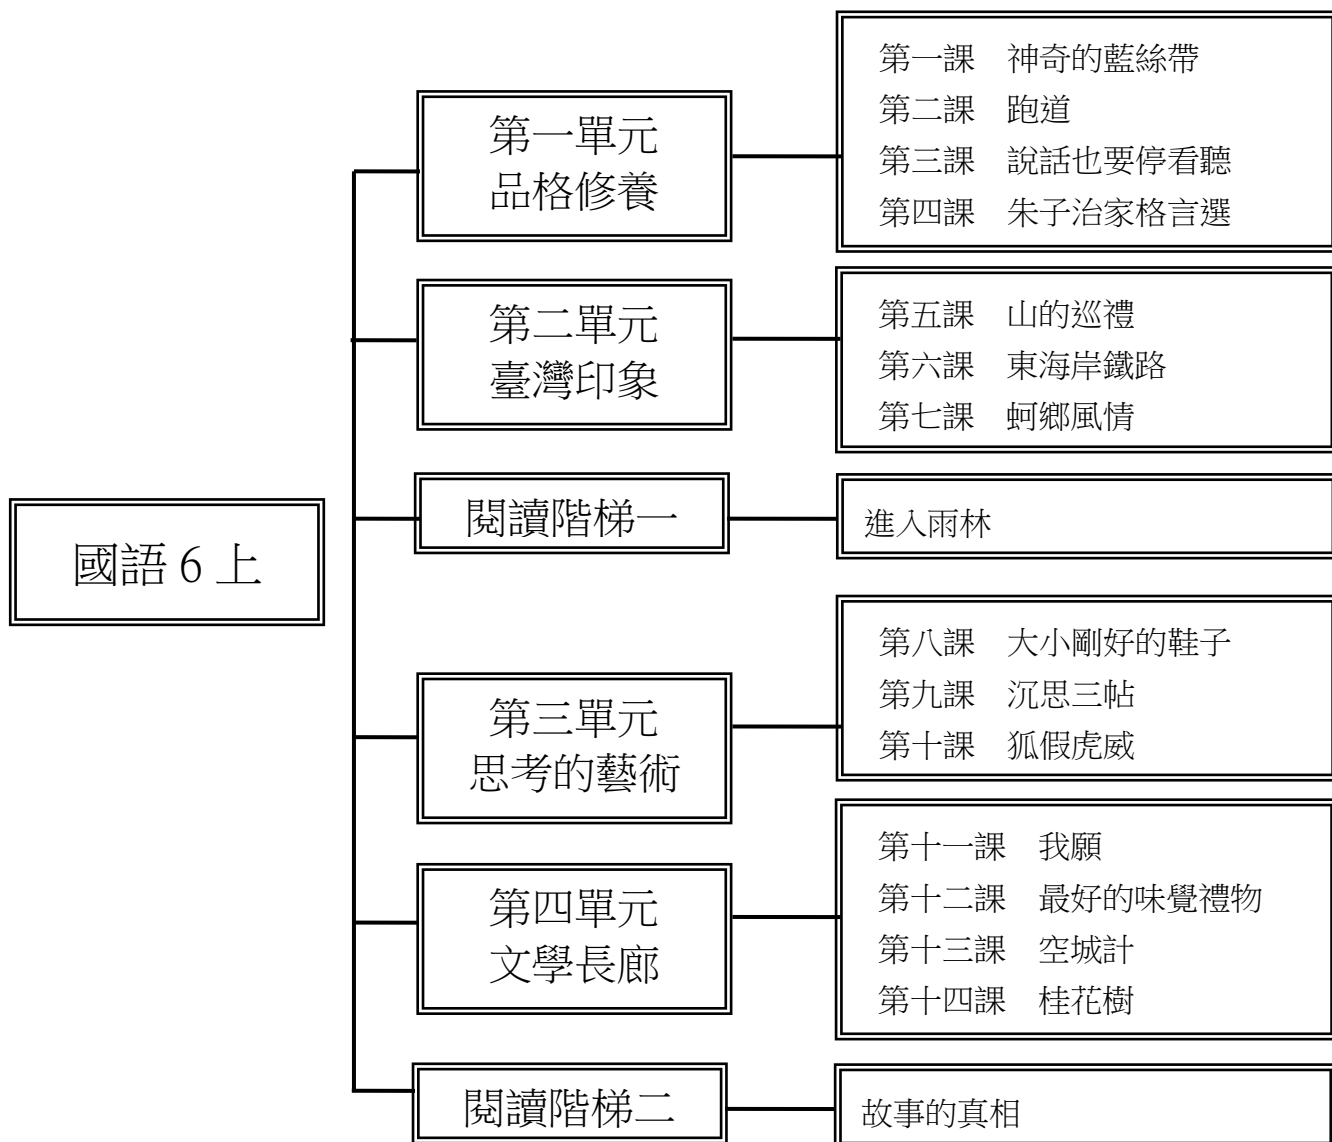 國語6上
第一單元
品格修養
第一課　神奇的藍絲帶
第二課　跑道
第三課　說話也要停看聽
第四課　朱子治家格言選
第二單元
臺灣印象
第五課　山的巡禮
第六課　東海岸鐵路
第七課　蚵鄉風情
閱讀階梯一
進入雨林
第三單元
思考的藝術
第八課　大小剛好的鞋子
第九課　沉思三帖
第十課　狐假虎威
第四單元
文學長廊
第十一課　我願
第十二課　最好的味覺禮物
第十三課　空城計
第十四課　桂花樹
閱讀階梯二
故事的真相